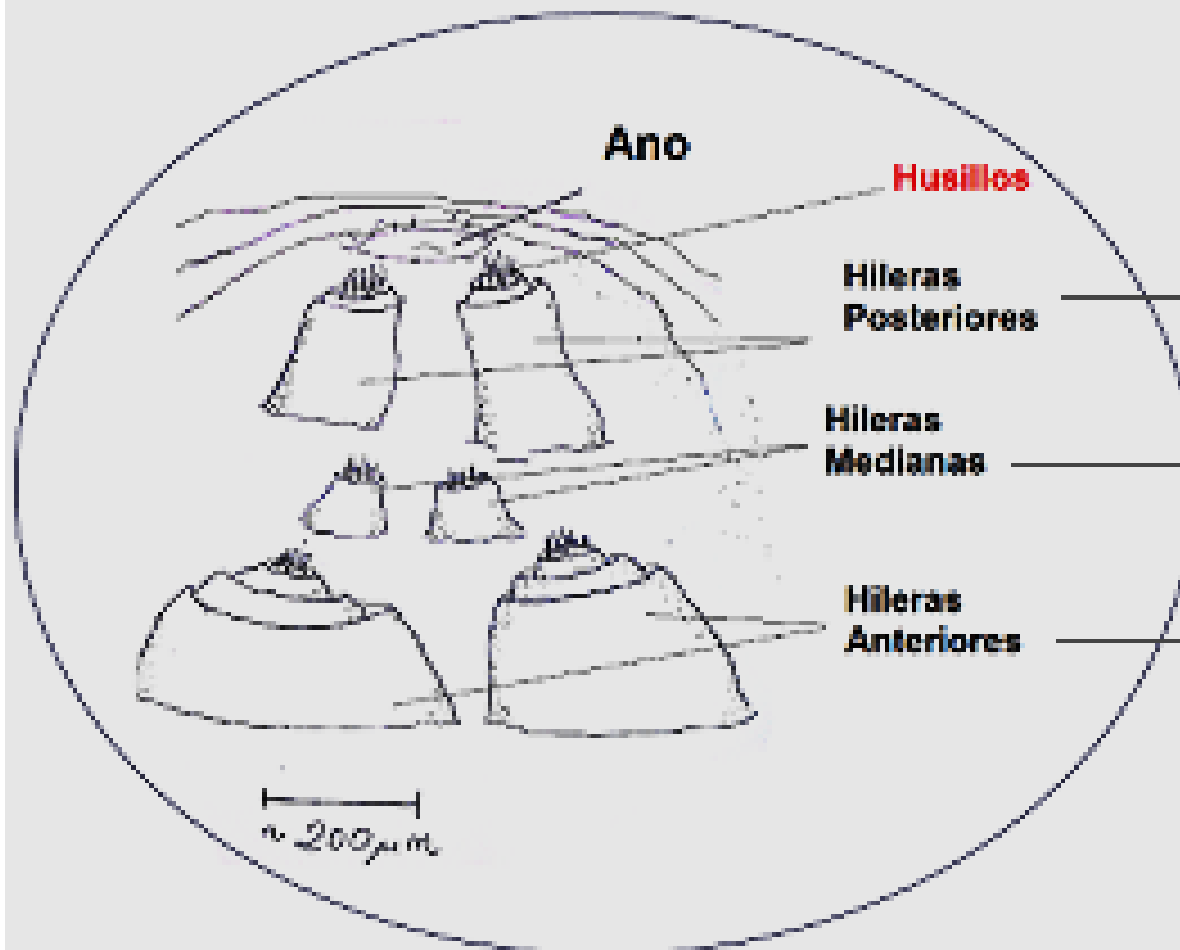 Ano
Husillos
Hileras
Posteriores
Hileras
Medianas
Hileras
Anteriores
~ 200 µm